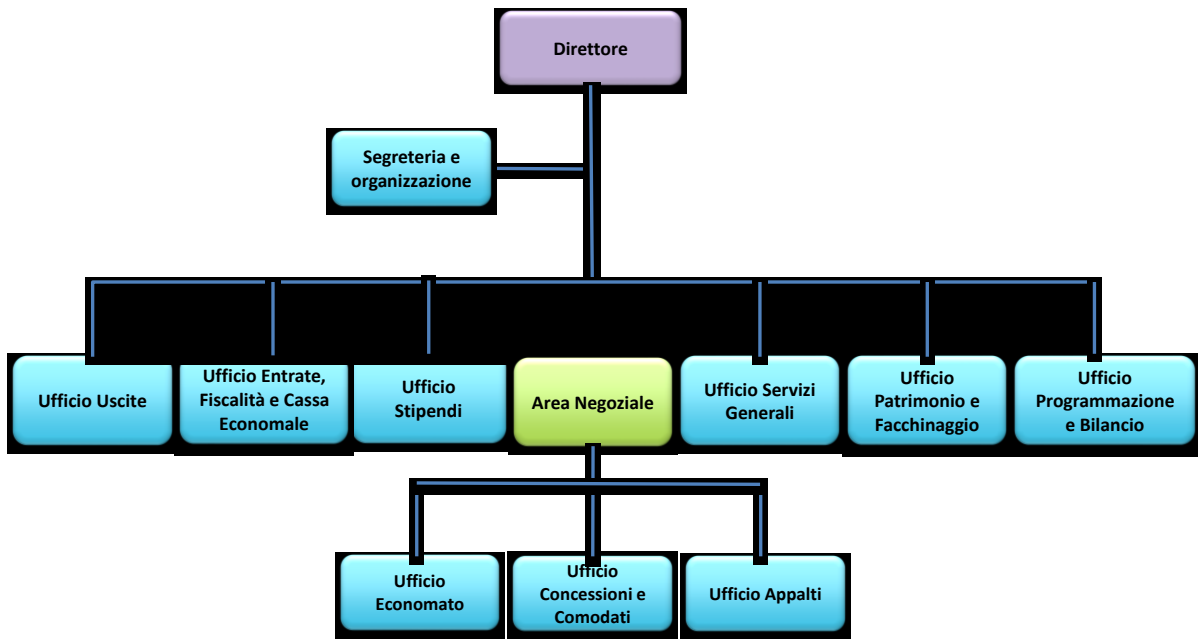 Direttore
Segreteria e
organizzazione
Ufficio Uscite
Ufficio Entrate,
Fiscalità e Cassa
Economale
Ufficio
Stipendi
Area Negoziale
Ufficio Servizi
Generali
Ufficio
Patrimonio e
Facchinaggio
Ufficio
Programmazione
e Bilancio
Ufficio
Economato
Ufficio
Concessioni e
Comodati
Ufficio Appalti